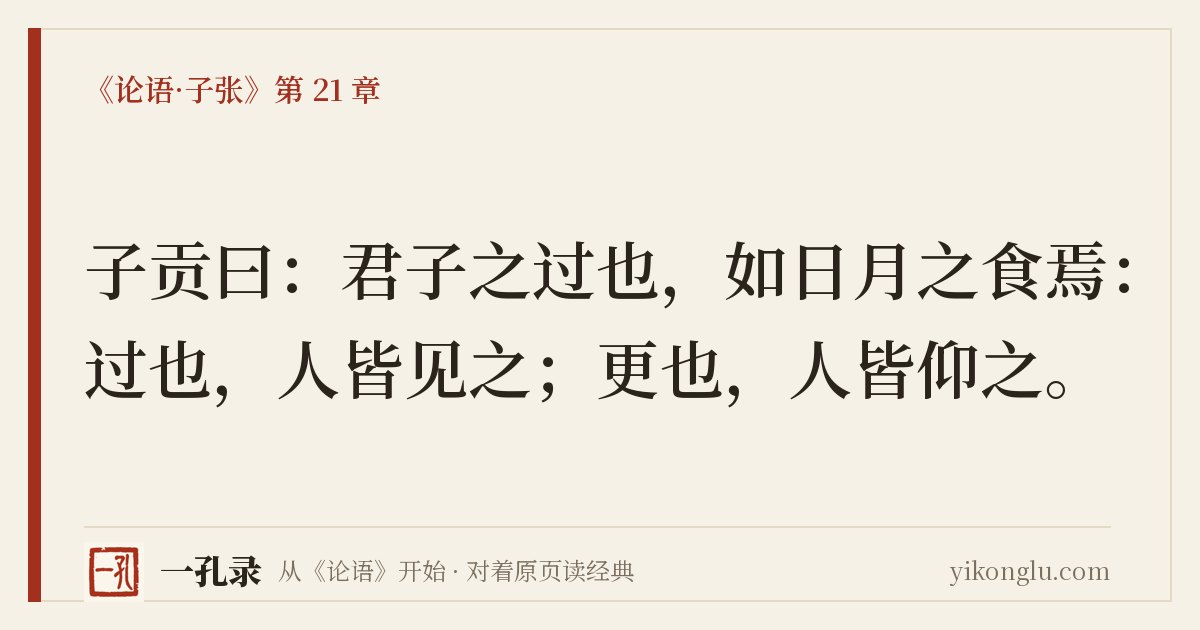 《论语·子张》第 21 章
子贡曰：君子之过也，如日月之食焉：
过也，人皆见之；更也，人皆仰之。
一孔
一孔录 从《论语》开始 · 对着原页读经典 yikonglu.com